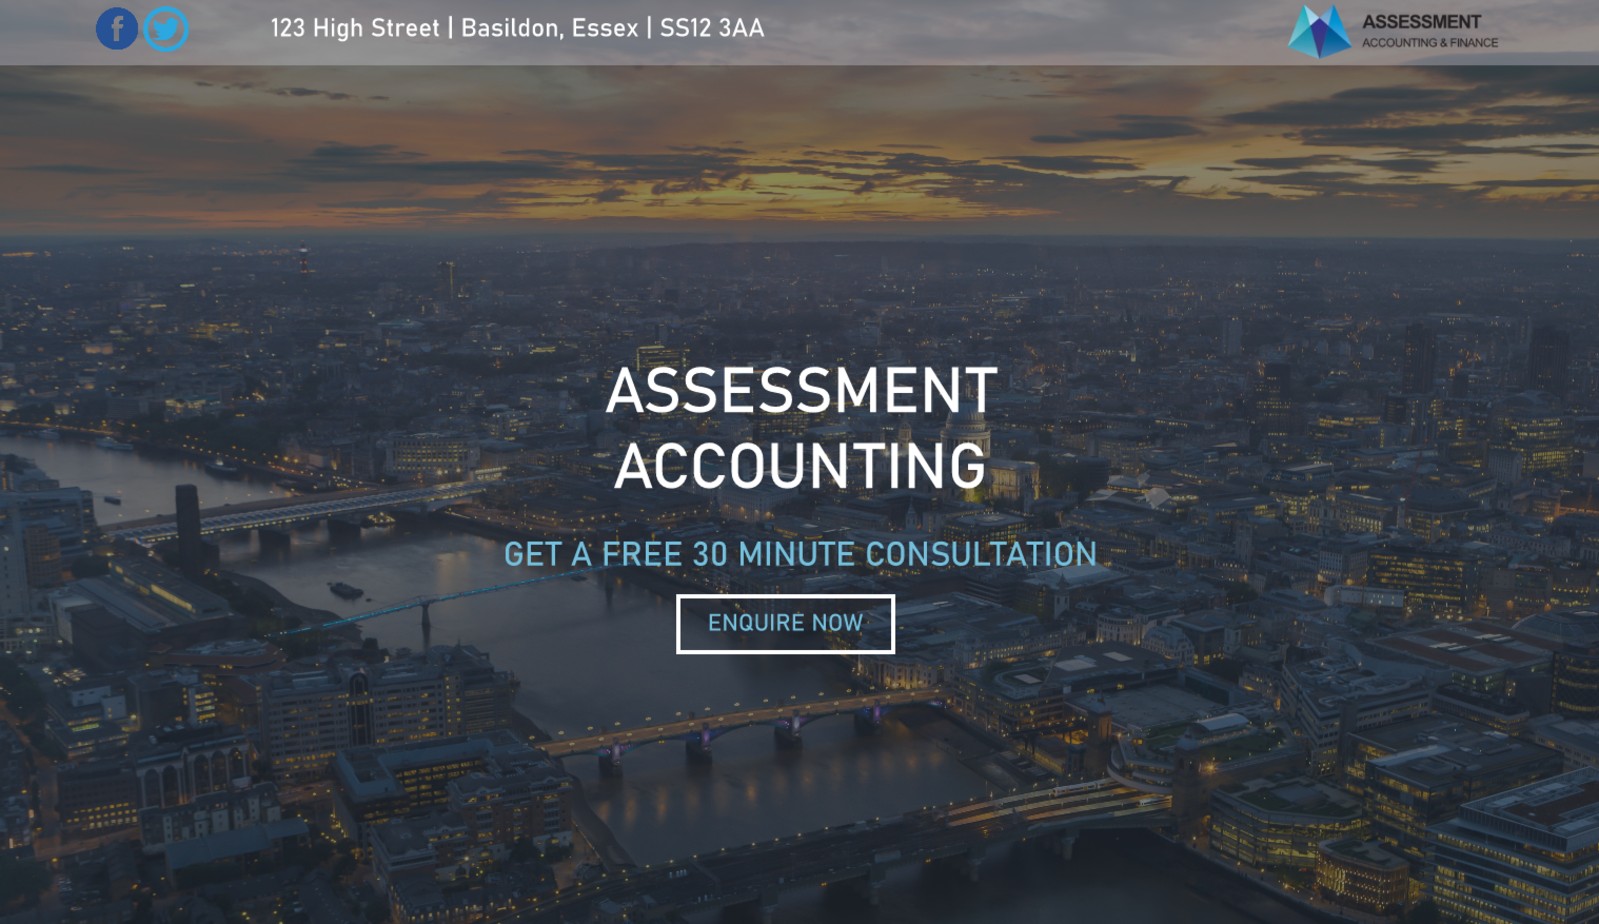 123 High Street | Basildon, Essex | SS12 3AA
ASSESSMENT
ACCOUNTING & FINANCE
ASSESSMENT
ACCOUNTING
GET A FREE 30 MINUTE CONSULTATION
ENQUIRE NOW